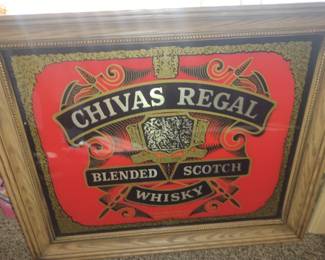 CHIVAS REGAL
BLENDED SCOTCH
WHISKY